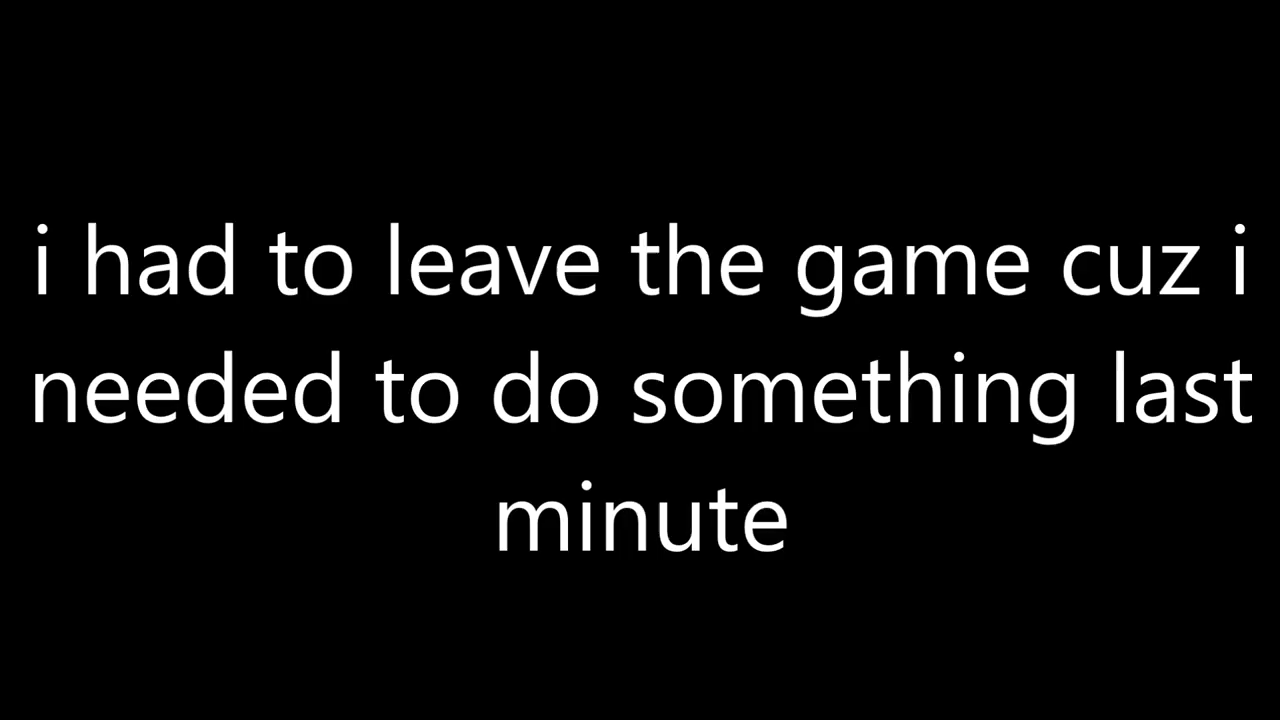 i had to leave the game cuz i
needed to do something last
minute